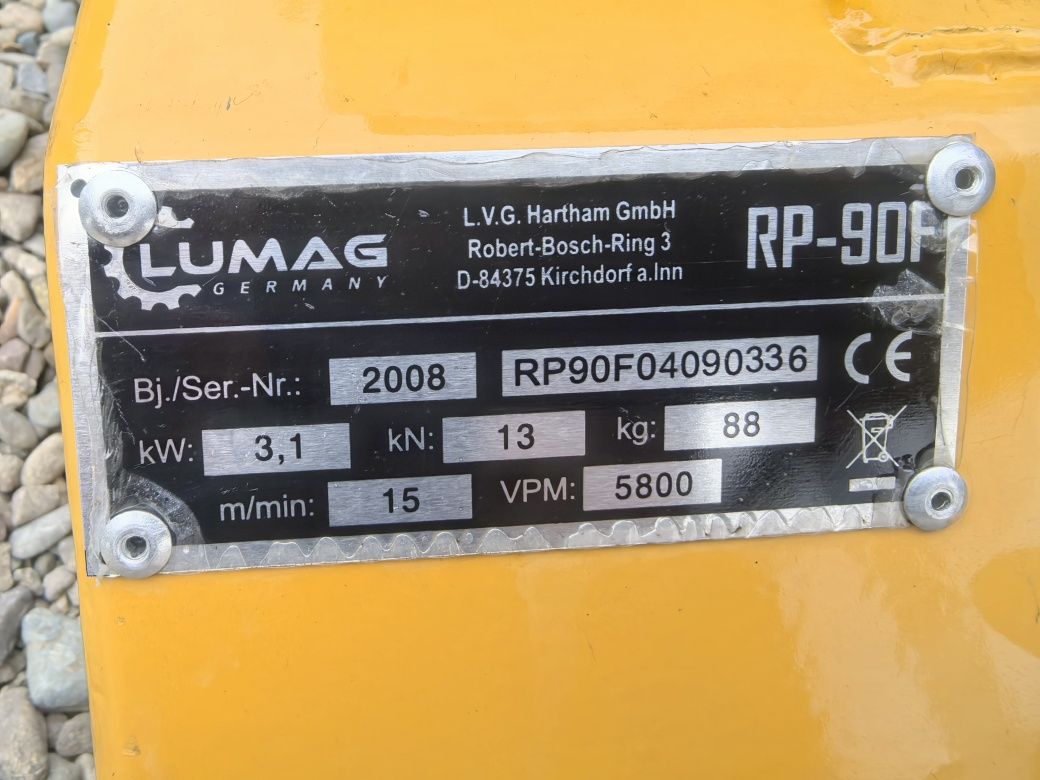 LUMAG
GERMANY
L.V.G. Hartham GmbH
Robert-Bosch-Ring 3
D-84375 Kirchdorf a.Inn
RP-90F
Bj./Ser.-Nr.: 2008 RP90F04090336 CE
kW: 3,1 kN: 13 kg: 88
m/min: 15 VPM: 5800